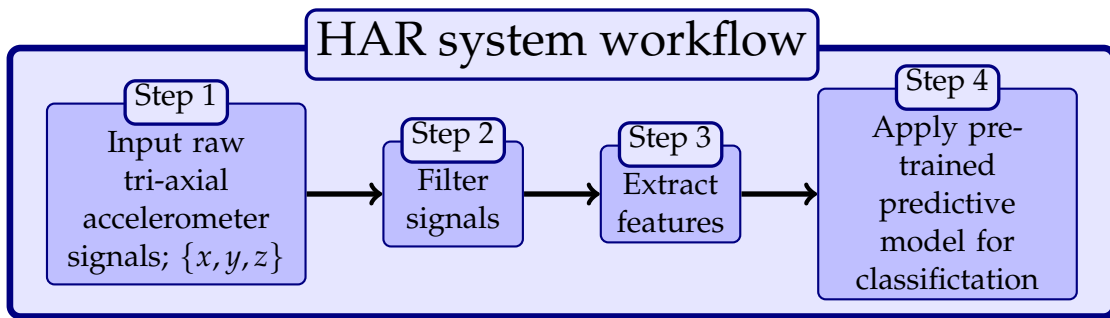 HAR system workflow
Step 1
Input raw
tri-axial
accelerometer
signals; {x, y, z}
Step 2
Filter
signals
Step 3
Extract
features
Step 4
Apply pre-
trained
predictive
model for
classifictation